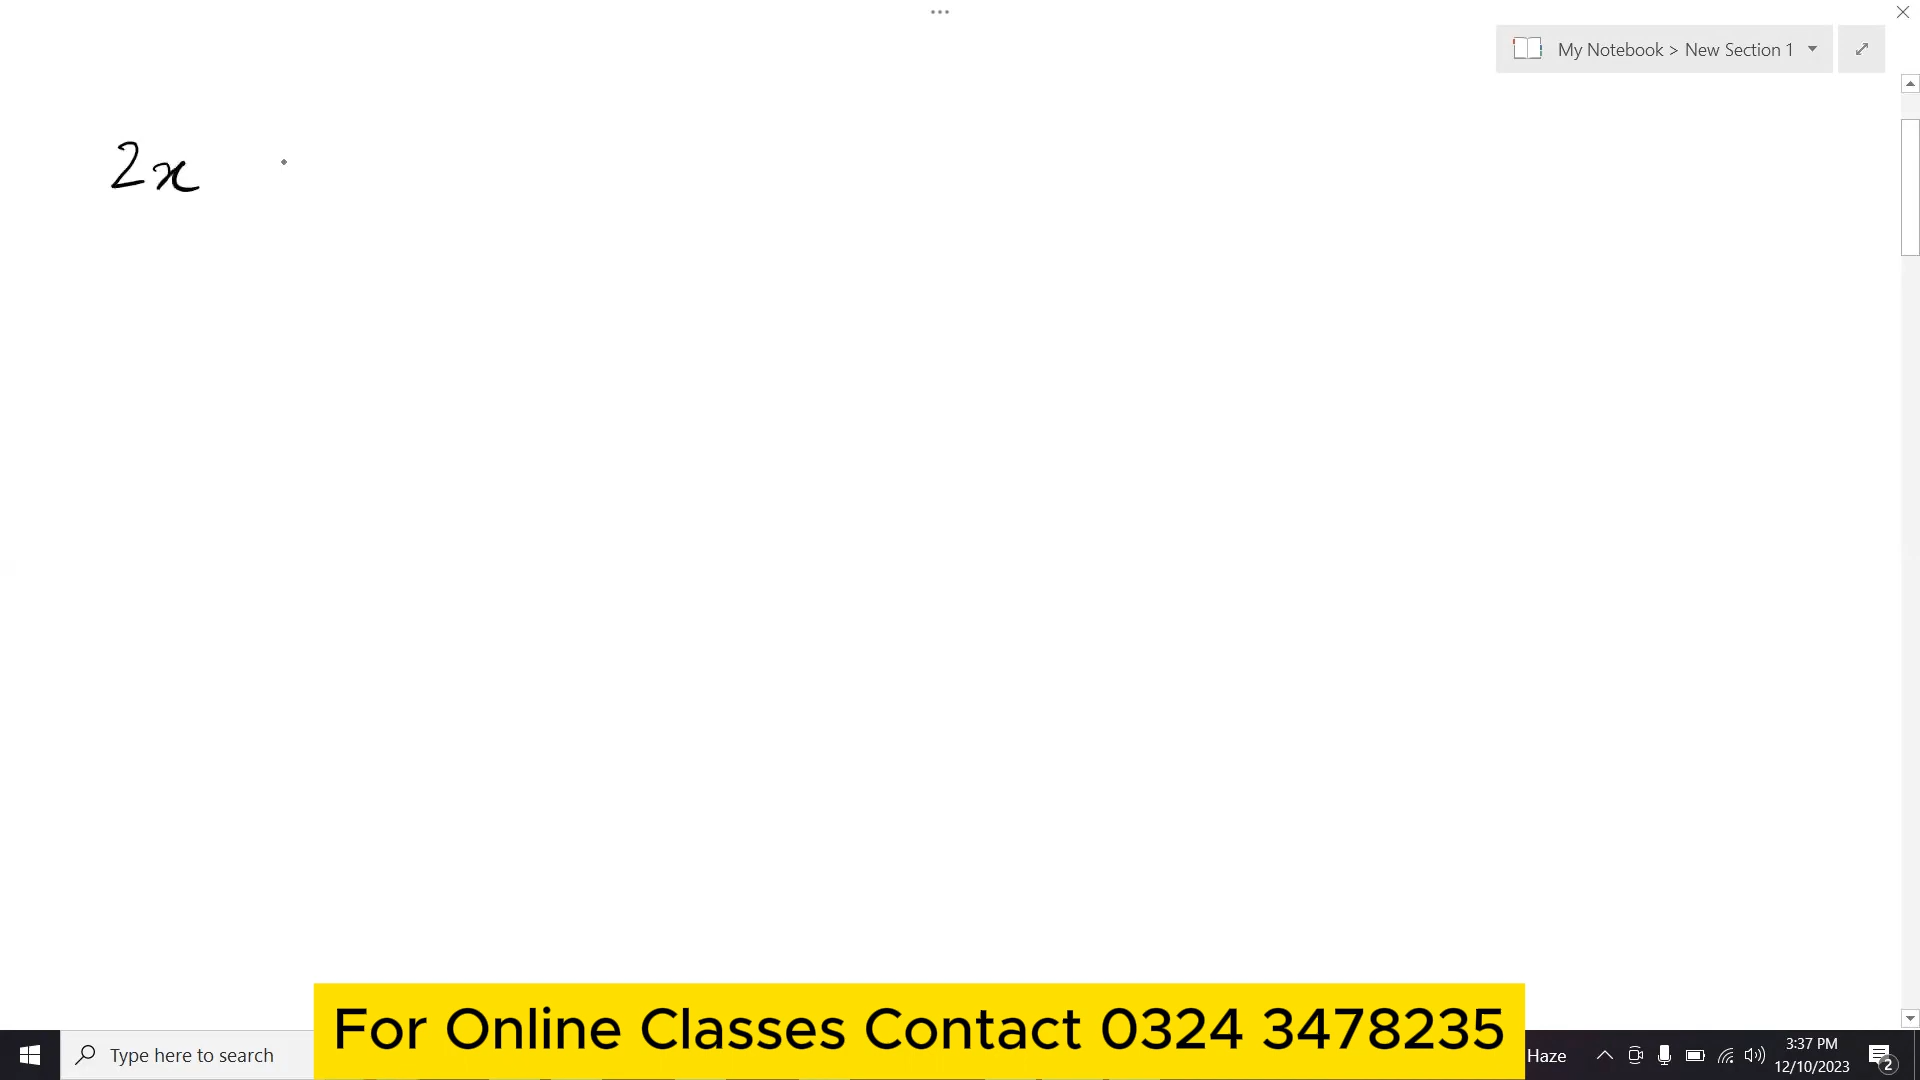 My Notebook > New Section 1
2x
For Online Classes Contact 0324 3478235
Type here to search
Haze
3:37 PM
12/10/2023
2